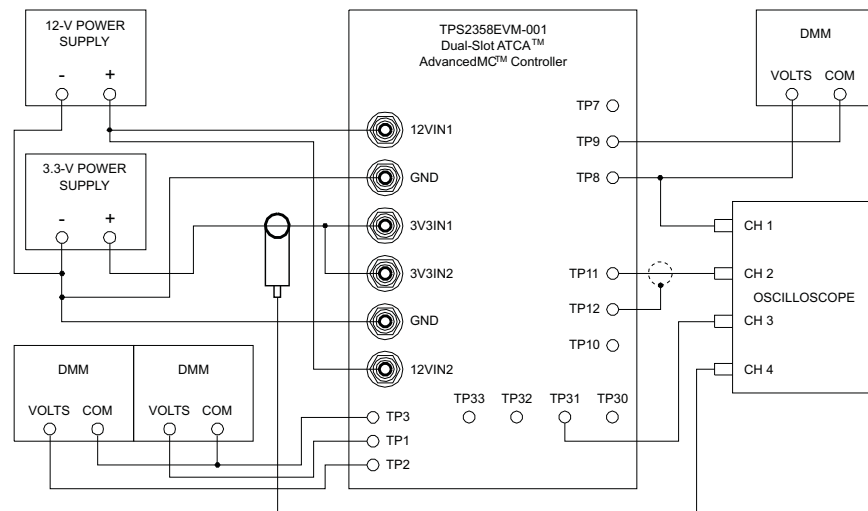 12-V POWER
SUPPLY
- +
3.3-V POWER
SUPPLY
- +
TPS2358EVM-001
Dual-Slot ATCA™
AdvancedMC™ Controller
12VIN1
GND
3V3IN1
3V3IN2
GND
12VIN2
TP3
TP1
TP2
TP33 TP32 TP31 TP30
TP7
TP9
TP8
TP11
TP12
TP10
DMM
VOLTS COM
DMM
VOLTS COM
DMM
VOLTS COM
CH 1
CH 2
OSCILLOSCOPE
CH 3
CH 4